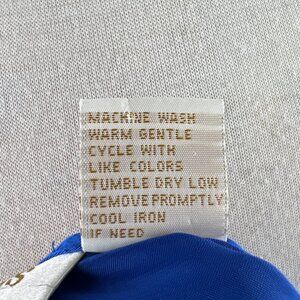 MACHINE WASH
WARM GENTLE
CYCLE WITH
LIKE COLORS
TUMBLE DRY LOW
REMOVE PROMPTLY
COOL IRON
IF NEED